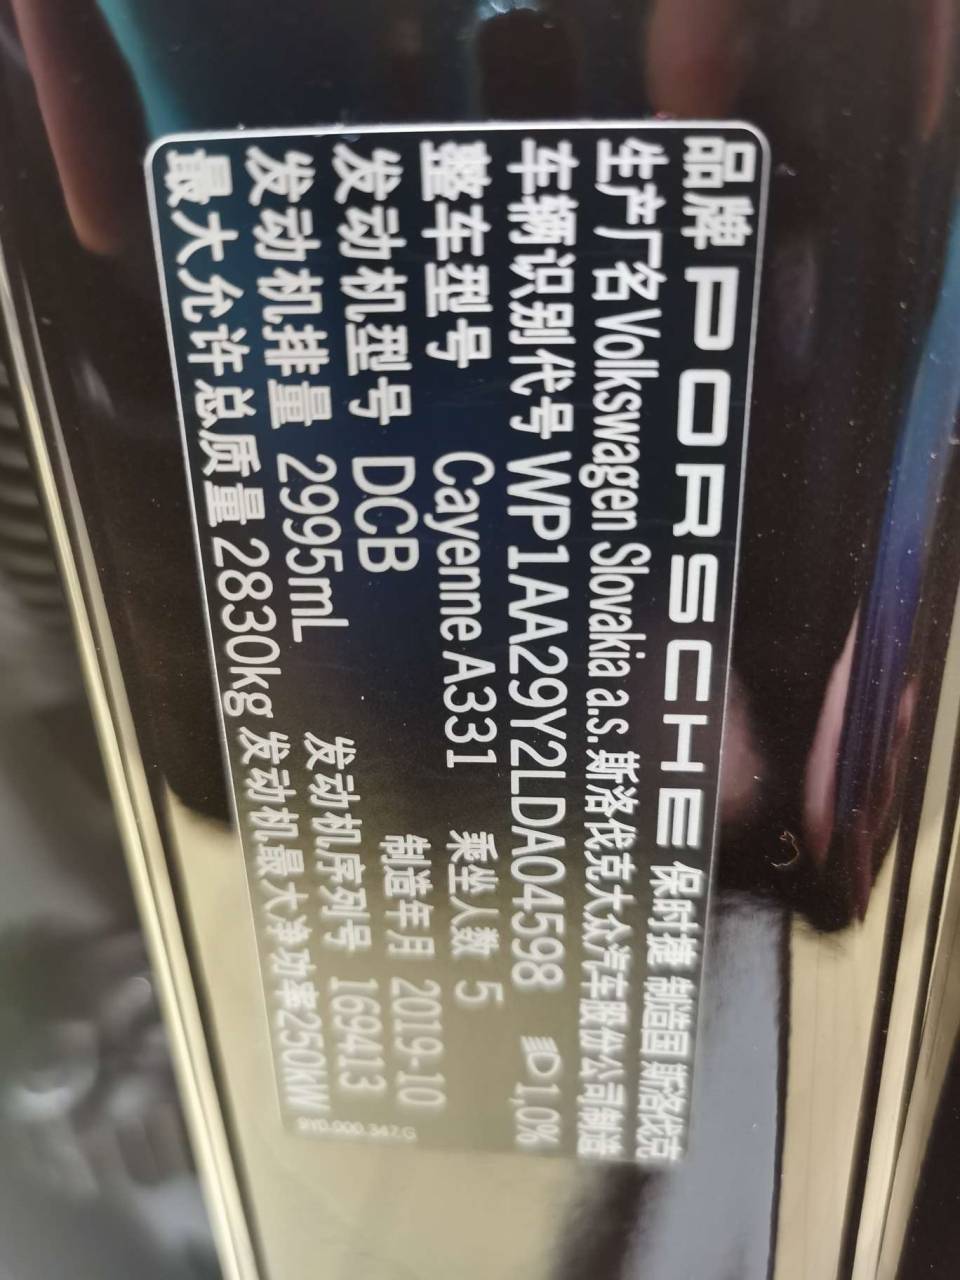 品牌 PORSCHE 保时捷 制造国 斯洛伐克
生产厂名 Volkswagen Slovakia a.s. 斯洛伐克大众汽车股份公司制造
车辆识别代号 WP1AA29Y2LDA04598 1,0%
整车型号 Cayenne A331 乘坐人数 5
发动机型号 DCB 制造年月 2019-10
发动机排量 2995mL 发动机序列号 169413
最大允许总质量 2830kg 发动机最大净功率250kW
9Y0.000.347.G